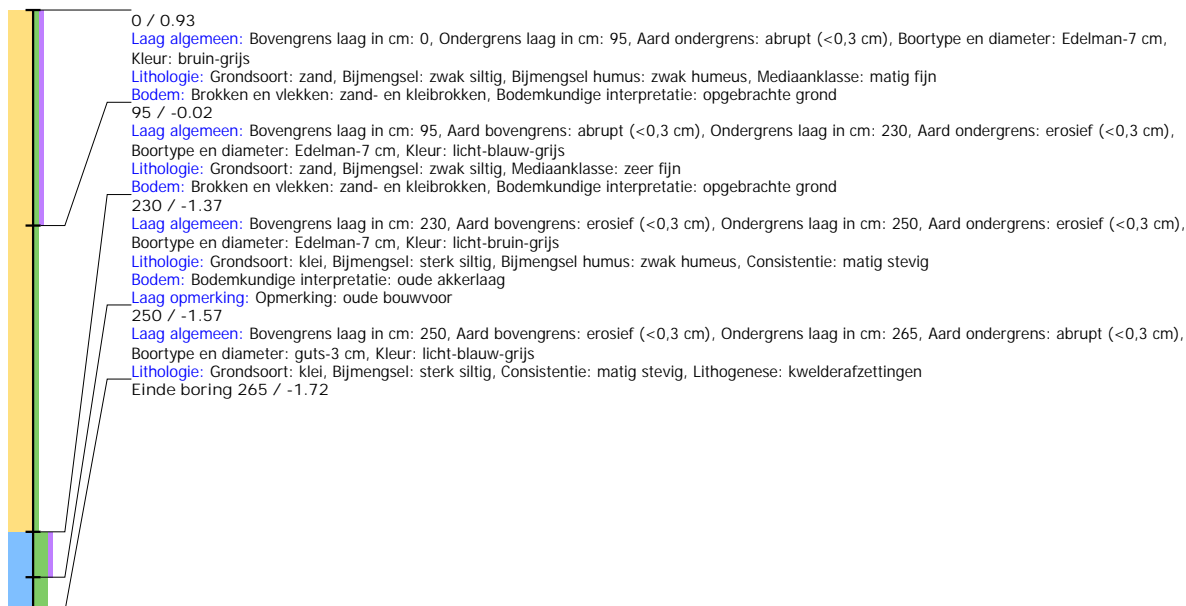 0 / 0.93
Laag algemeen: Bovengrens laag in cm: 0, Ondergrens laag in cm: 95, Aard ondergrens: abrupt (<0,3 cm), Boortype en diameter: Edelman-7 cm,
Kleur: bruin-grijs
Lithologie: Grondsoort: zand, Bijmengsel: zwak siltig, Bijmengsel humus: zwak humeus, Mediaanklasse: matig fijn
Bodem: Brokken en vlekken: zand- en kleibrokken, Bodemkundige interpretatie: opgebrachte grond
95 / -0.02
Laag algemeen: Bovengrens laag in cm: 95, Aard bovengrens: abrupt (<0,3 cm), Ondergrens laag in cm: 230, Aard ondergrens: erosief (<0,3 cm),
Boortype en diameter: Edelman-7 cm, Kleur: licht-blauw-grijs
Lithologie: Grondsoort: zand, Bijmengsel: zwak siltig, Mediaanklasse: zeer fijn
Bodem: Brokken en vlekken: zand- en kleibrokken, Bodemkundige interpretatie: opgebrachte grond
230 / -1.37
Laag algemeen: Bovengrens laag in cm: 230, Aard bovengrens: erosief (<0,3 cm), Ondergrens laag in cm: 250, Aard ondergrens: erosief (<0,3 cm),
Boortype en diameter: Edelman-7 cm, Kleur: licht-bruin-grijs
Lithologie: Grondsoort: klei, Bijmengsel: sterk siltig, Bijmengsel humus: zwak humeus, Consistentie: matig stevig
Bodem: Bodemkundige interpretatie: oude akkerlaag
Laag opmerking: Opmerking: oude bouwvoor
250 / -1.57
Laag algemeen: Bovengrens laag in cm: 250, Aard bovengrens: erosief (<0,3 cm), Ondergrens laag in cm: 265, Aard ondergrens: abrupt (<0,3 cm),
Boortype en diameter: guts-3 cm, Kleur: licht-blauw-grijs
Lithologie: Grondsoort: klei, Bijmengsel: sterk siltig, Consistentie: matig stevig, Lithogenese: kwelderafzettingen
Einde boring 265 / -1.72